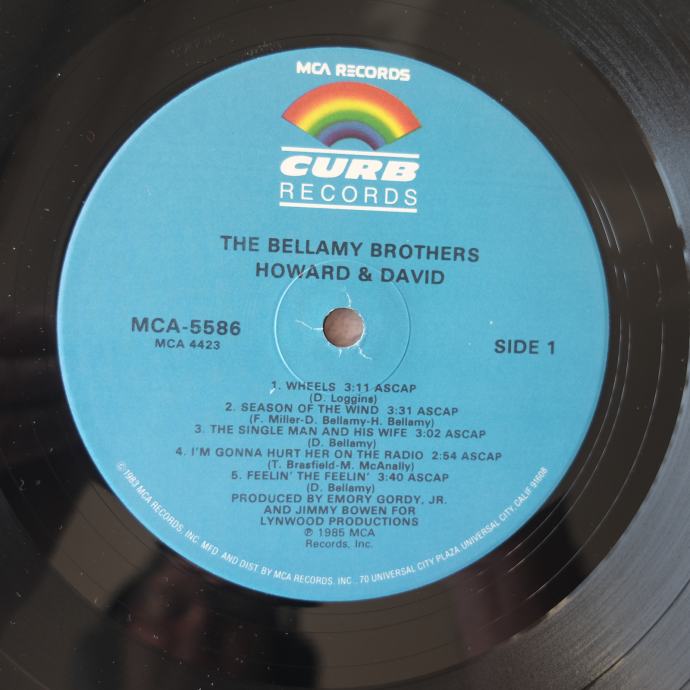 MCA RECORDS
CURB
RECORDS
THE BELLAMY BROTHERS
HOWARD & DAVID
MCA-5586
MCA 4423
SIDE 1
1. WHEELS 3:11 ASCAP
(D. Loggins)
2. SEASON OF THE WIND 3:31 ASCAP
(F. Miller-D. Bellamy-H. Bellamy)
3. THE SINGLE MAN AND HIS WIFE 3:02 ASCAP
(D. Bellamy)
4. I'M GONNA HURT HER ON THE RADIO 2:54 ASCAP
(T. Brasfield-M. McAnally)
5. FEELIN' THE FEELIN' 3:40 ASCAP
(D. Bellamy)
PRODUCED BY EMORY GORDY, JR.
AND JIMMY BOWEN FOR
LYNWOOD PRODUCTIONS
℗ 1985 MCA
Records, Inc.
©1983 MCA RECORDS, INC. MFD. AND DIST. BY MCA RECORDS, INC., 70 UNIVERSAL CITY PLAZA UNIVERSAL CITY, CALIF. 91608